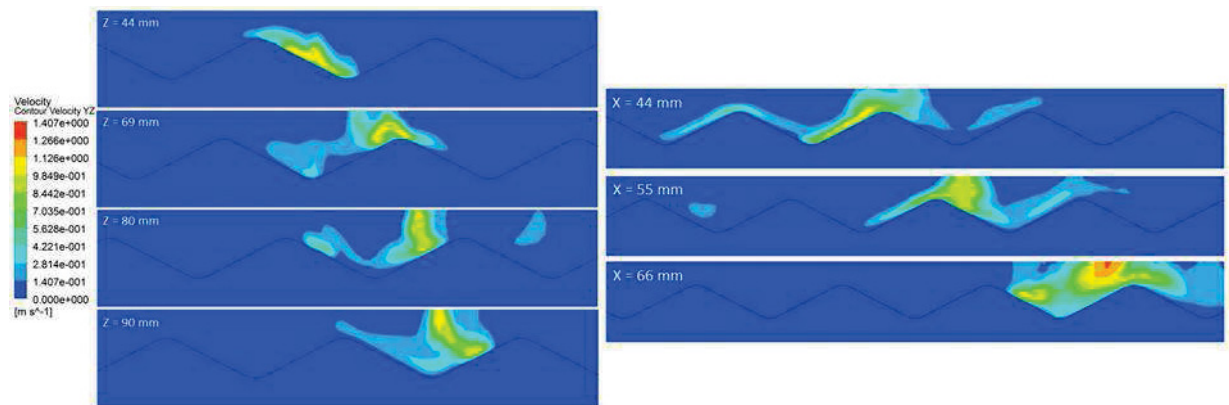 Z = 44 mm
Velocity
Contour Velocity YZ
1.407e+000
1.266e+000
1.126e+000
9.849e-001
8.442e-001
7.035e-001
5.628e-001
4.221e-001
2.814e-001
1.407e-001
0.000e+000
[m s^-1]
Z = 69 mm
Z = 80 mm
Z = 90 mm
X = 44 mm
X = 55 mm
X = 66 mm